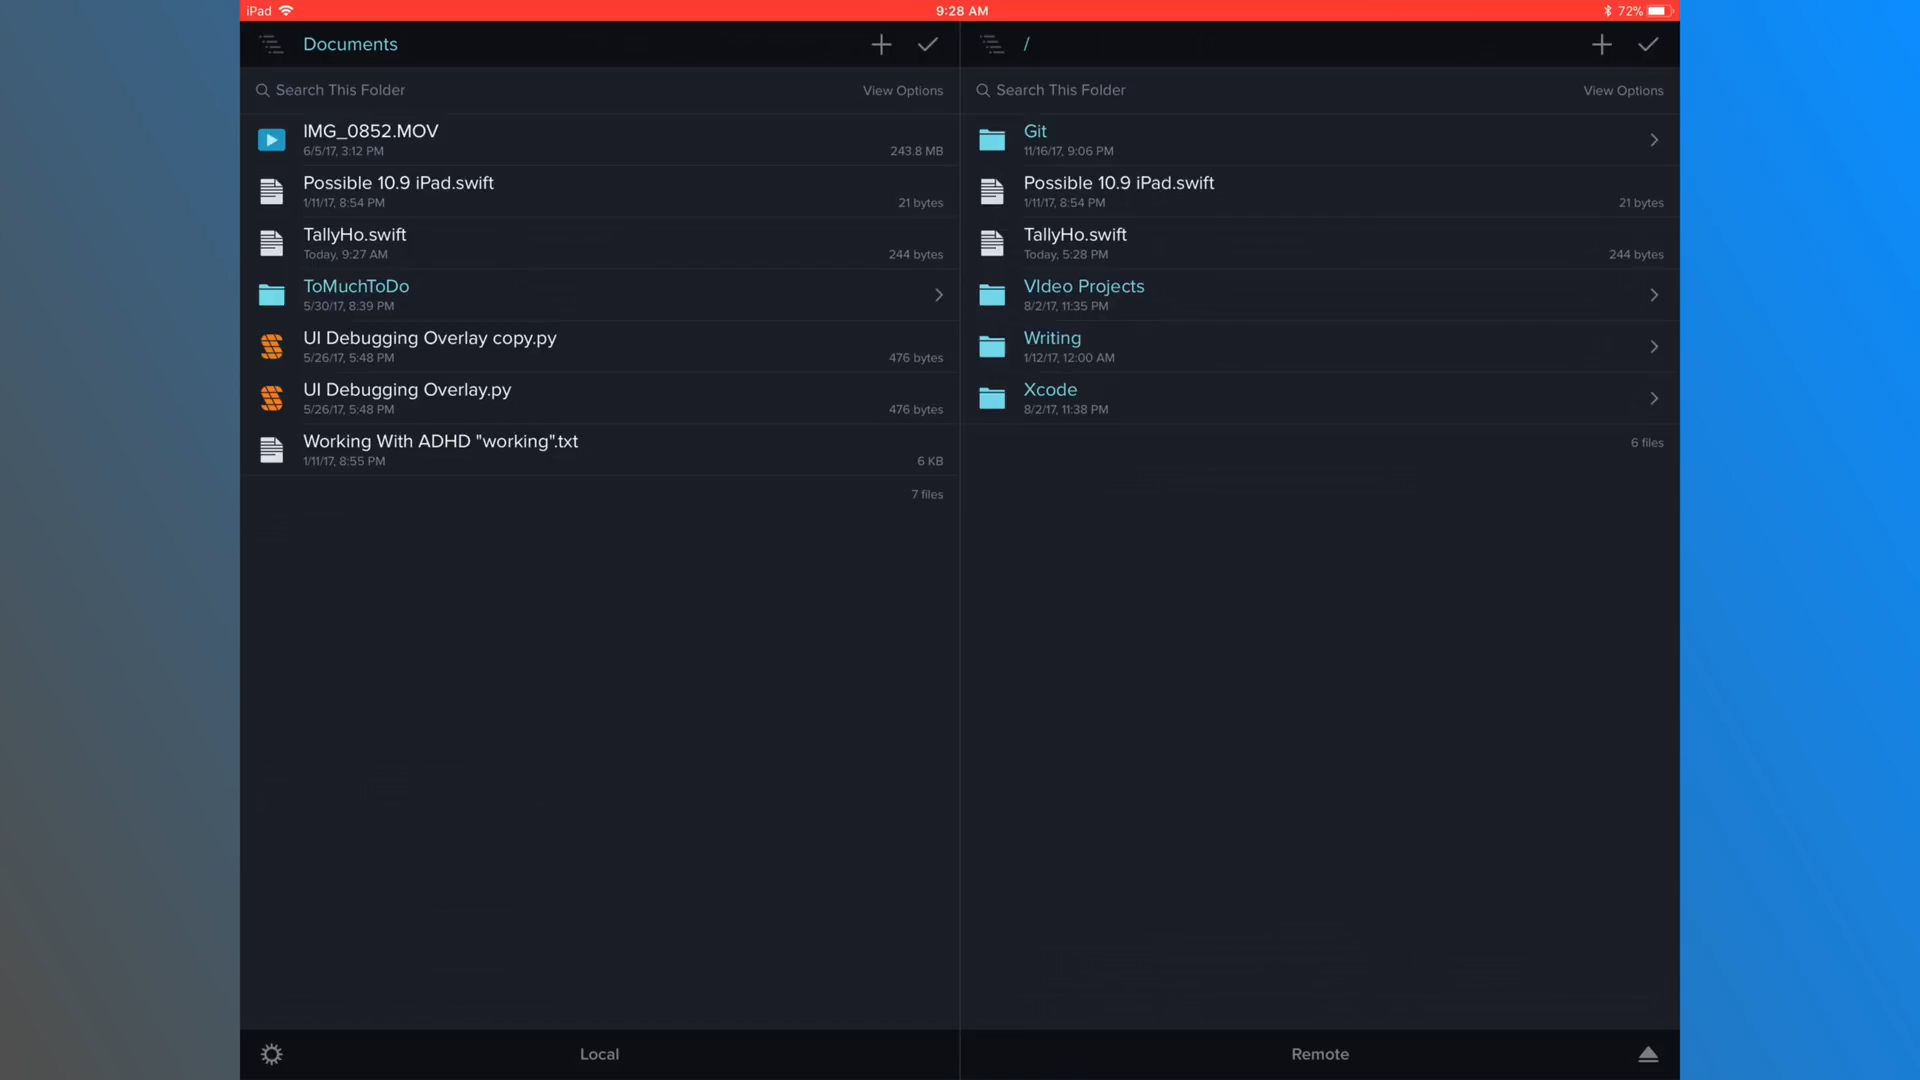 iPad 9:28 AM 72%
Documents
Search This Folder View Options
IMG_0852.MOV
6/5/17, 3:12 PM 243.8 MB
Possible 10.9 iPad.swift
1/11/17, 8:54 PM 21 bytes
TallyHo.swift
Today, 9:27 AM 244 bytes
ToMuchToDo
5/30/17, 8:39 PM
UI Debugging Overlay copy.py
5/26/17, 5:48 PM 476 bytes
UI Debugging Overlay.py
5/26/17, 5:48 PM 476 bytes
Working With ADHD "working".txt
1/11/17, 8:55 PM 6 KB
7 files
Local
/
Search This Folder View Options
Git
11/16/17, 9:06 PM
Possible 10.9 iPad.swift
1/11/17, 8:54 PM 21 bytes
TallyHo.swift
Today, 5:28 PM 244 bytes
VIdeo Projects
8/2/17, 11:35 PM
Writing
1/12/17, 12:00 AM
Xcode
8/2/17, 11:38 PM
6 files
Remote